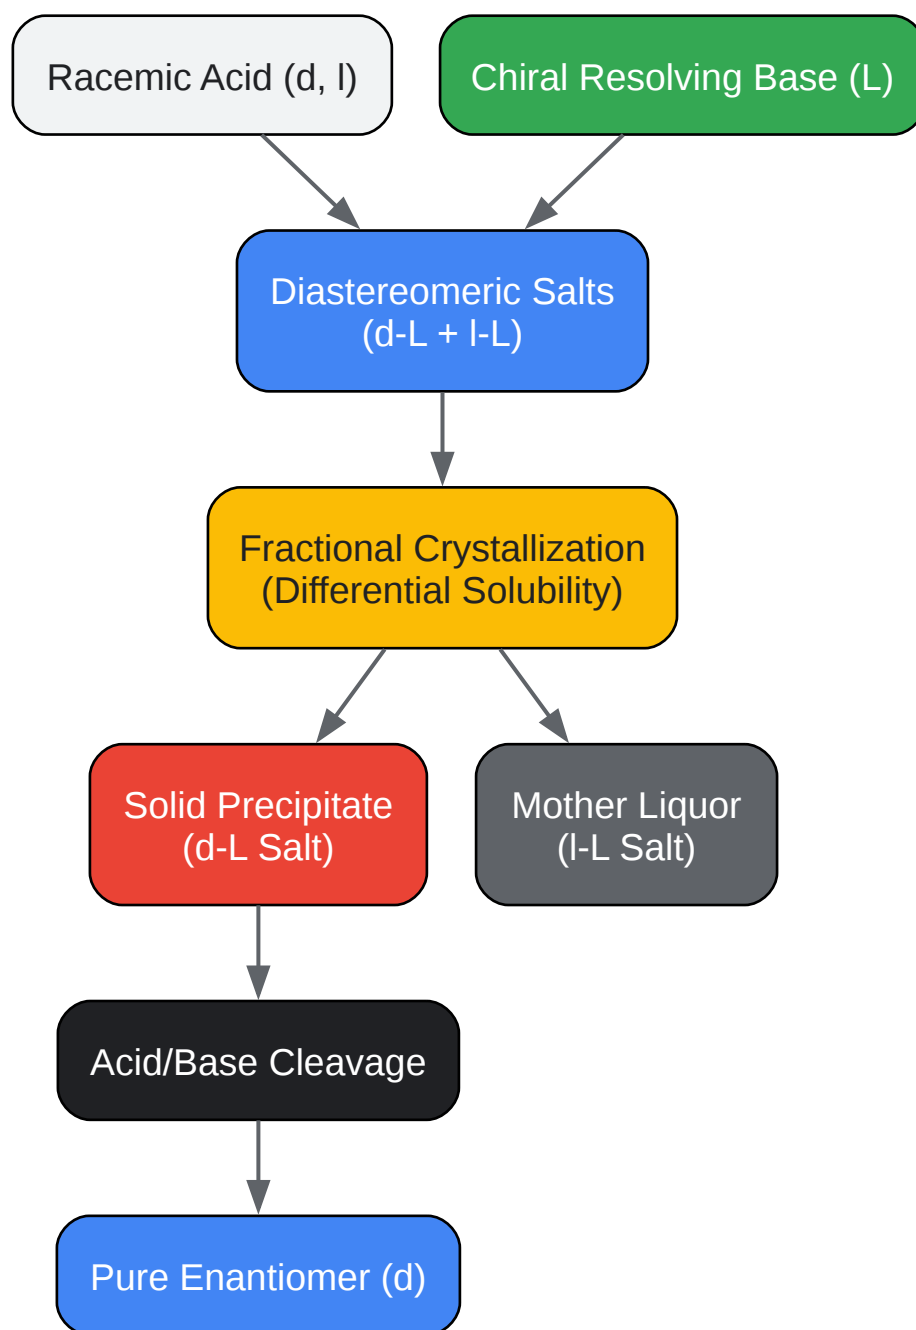 Racemic Acid (d, l)
Chiral Resolving Base (L)
Diastereomeric Salts
(d-L + l-L)
Fractional Crystallization
(Differential Solubility)
Solid Precipitate
(d-L Salt)
Mother Liquor
(l-L Salt)
Acid/Base Cleavage
Pure Enantiomer (d)